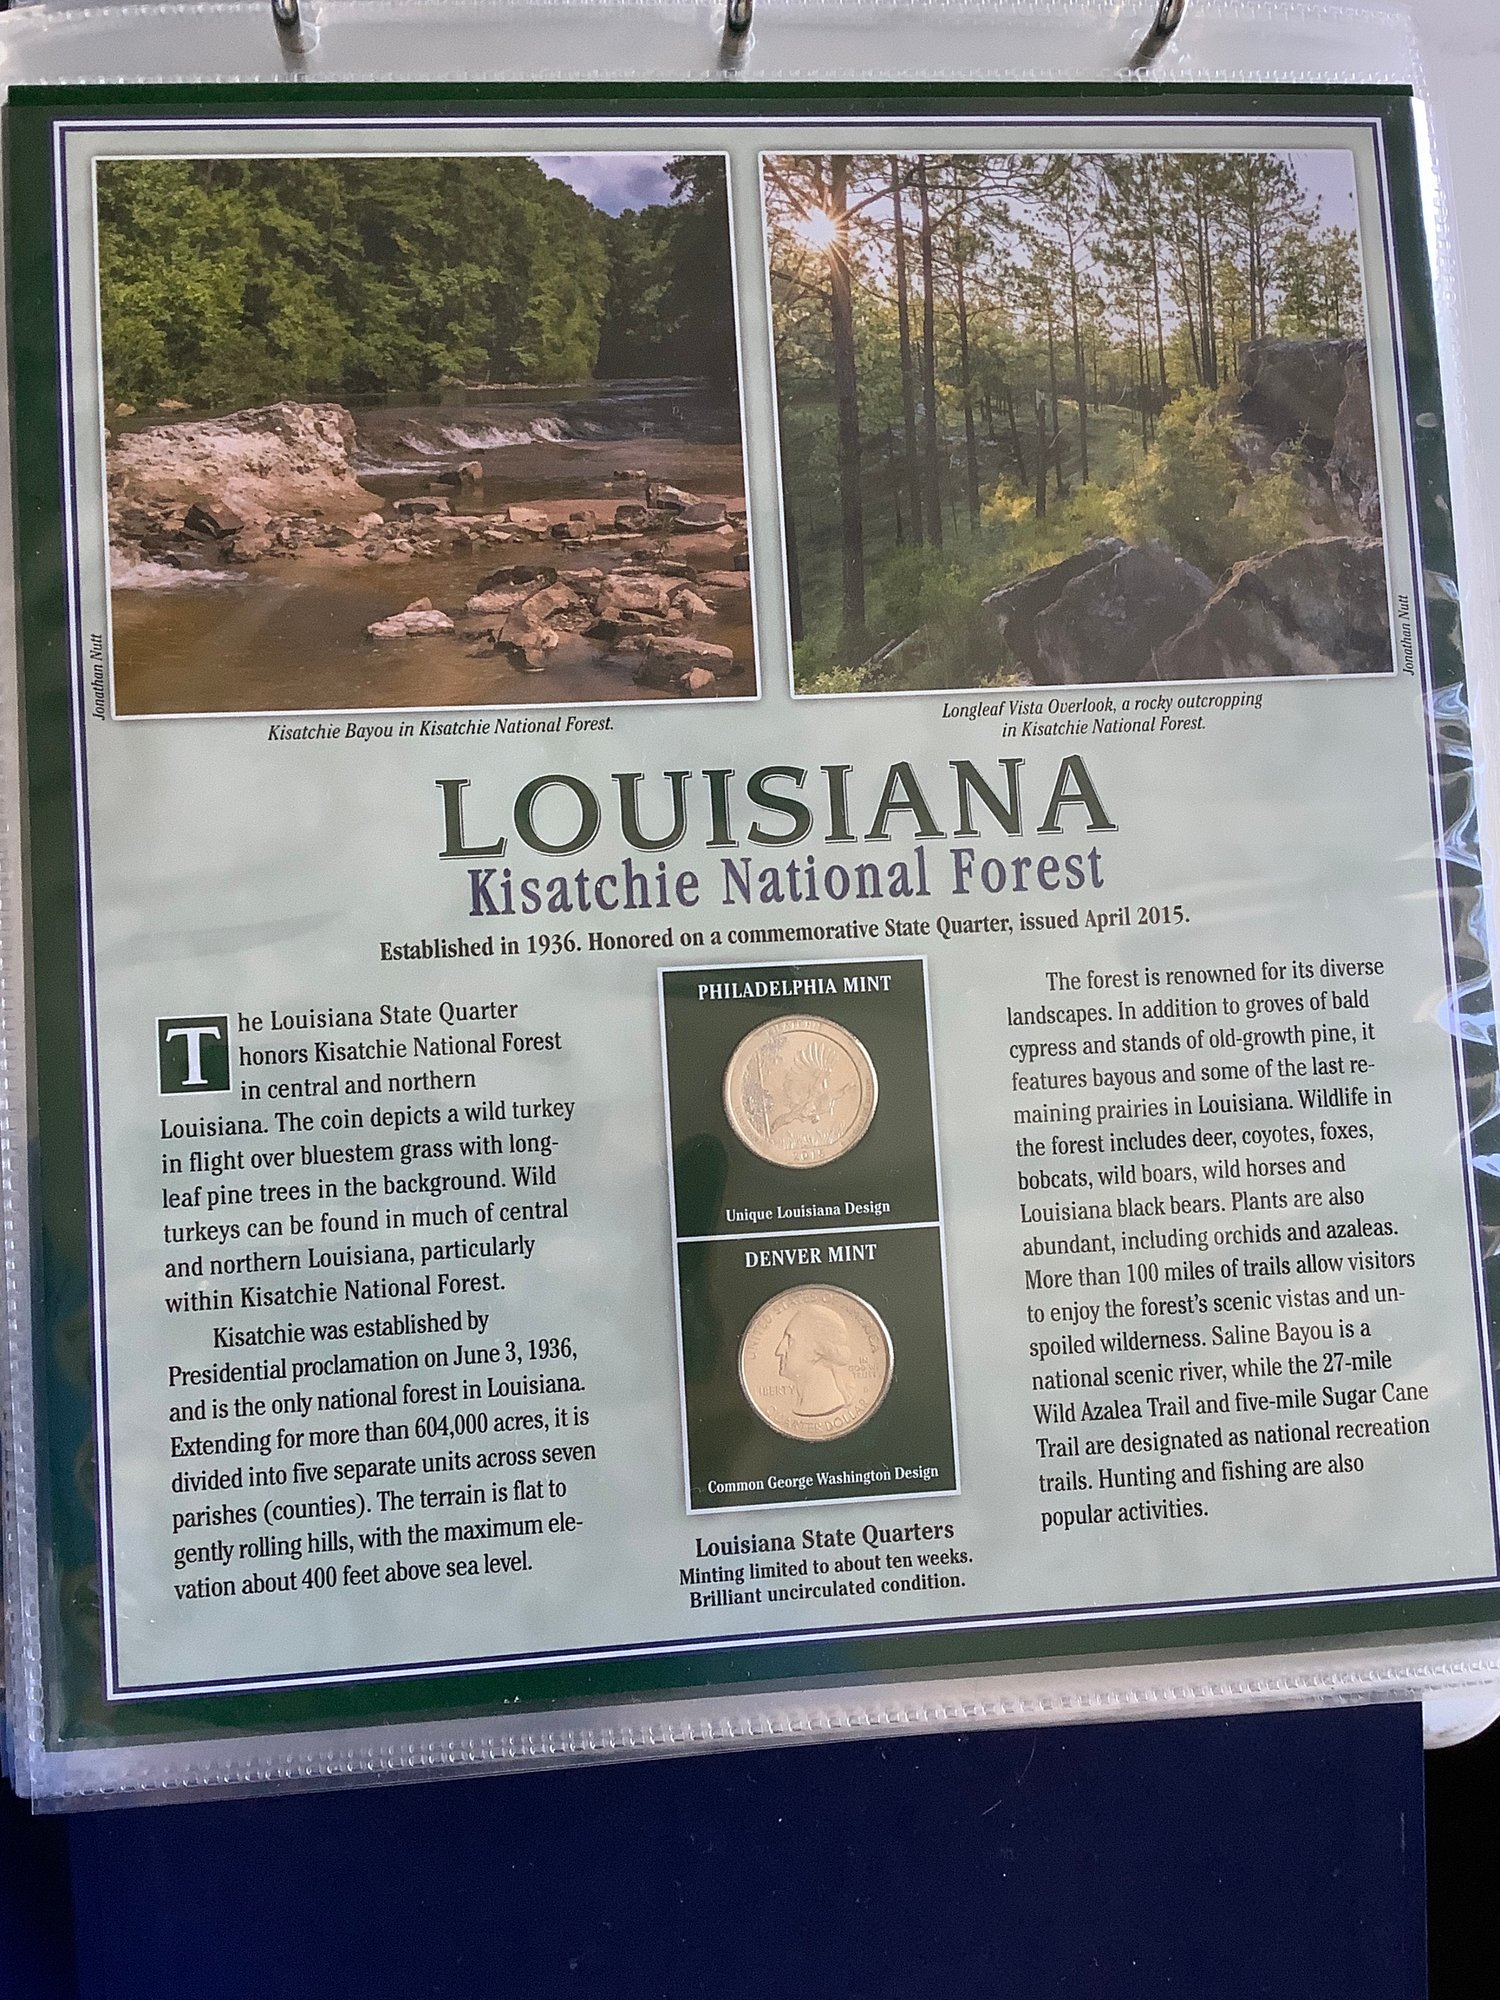 Jonathan Nutt
Kisatchie Bayou in Kisatchie National Forest.
Jonathan Nutt
Longleaf Vista Overlook, a rocky outcropping
in Kisatchie National Forest.
LOUISIANA
Kisatchie National Forest
Established in 1936. Honored on a commemorative State Quarter, issued April 2015.
The Louisiana State Quarter
honors Kisatchie National Forest
in central and northern
Louisiana. The coin depicts a wild turkey
in flight over bluestem grass with long-
leaf pine trees in the background. Wild
turkeys can be found in much of central
and northern Louisiana, particularly
within Kisatchie National Forest.
Kisatchie was established by
Presidential proclamation on June 3, 1936,
and is the only national forest in Louisiana.
Extending for more than 604,000 acres, it is
divided into five separate units across seven
parishes (counties). The terrain is flat to
gently rolling hills, with the maximum ele-
vation about 400 feet above sea level.
PHILADELPHIA MINT
2015
Unique Louisiana Design
DENVER MINT
UNITED STATES OF AMERICA
LIBERTY
IN
GOD WE
TRUST
QUARTER DOLLAR
Common George Washington Design
Louisiana State Quarters
Minting limited to about ten weeks.
Brilliant uncirculated condition.
The forest is renowned for its diverse
landscapes. In addition to groves of bald
cypress and stands of old-growth pine, it
features bayous and some of the last re-
maining prairies in Louisiana. Wildlife in
the forest includes deer, coyotes, foxes,
bobcats, wild boars, wild horses and
Louisiana black bears. Plants are also
abundant, including orchids and azaleas.
More than 100 miles of trails allow visitors
to enjoy the forest's scenic vistas and un-
spoiled wilderness. Saline Bayou is a
national scenic river, while the 27-mile
Wild Azalea Trail and five-mile Sugar Cane
Trail are designated as national recreation
trails. Hunting and fishing are also
popular activities.